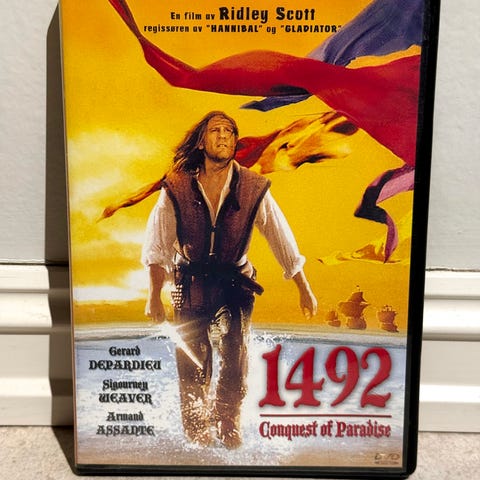 En film av Ridley Scott
regissøren av "HANNIBAL" og "GLADIATOR"
Gerard
DEPARDIEU
Sigourney
WEAVER
Armand
ASSANTE
1492
Conquest of Paradise
DVD